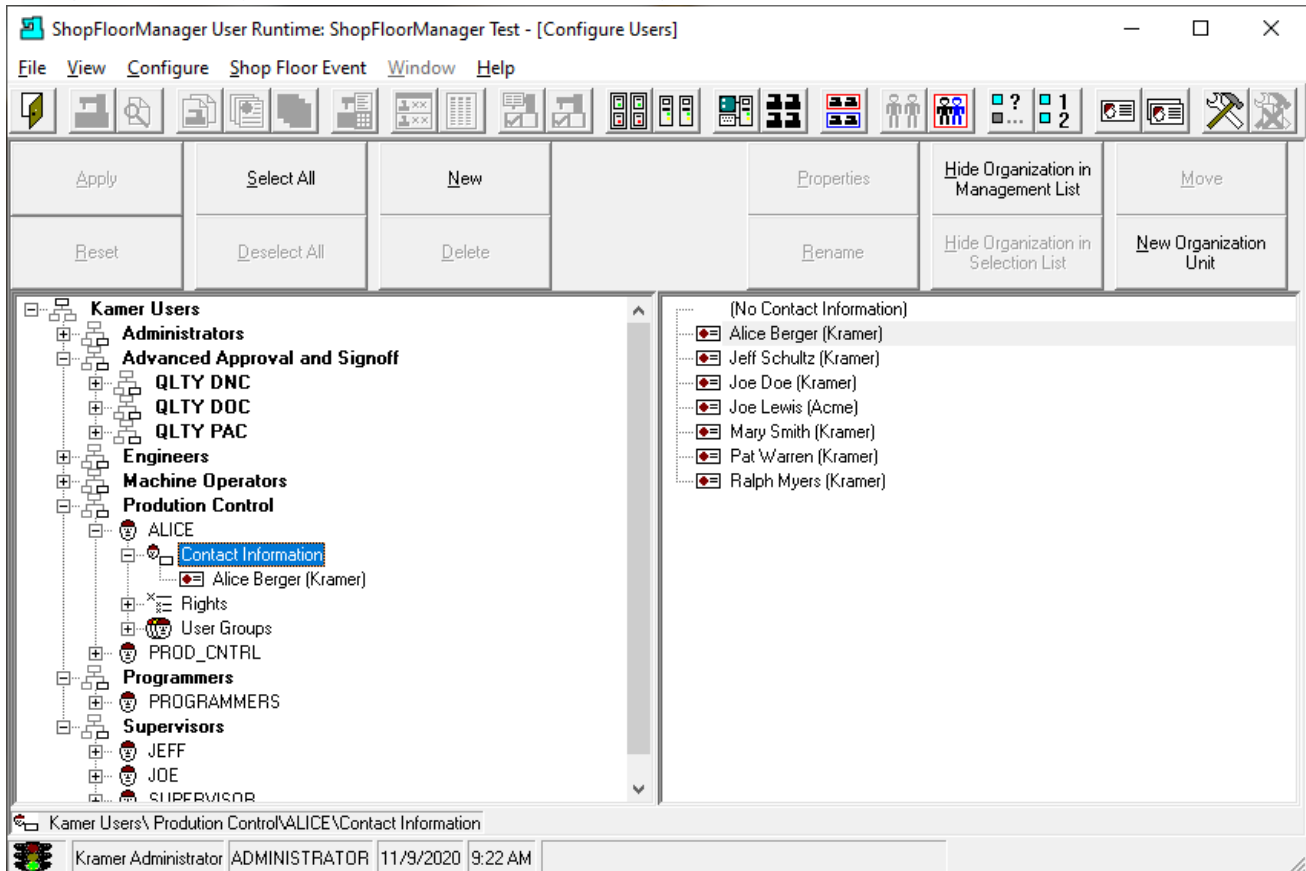 ShopFloorManager User Runtime: ShopFloorManager Test - [Configure Users]
File View Configure Shop Floor Event Window Help
Apply
Select All
New
Properties
Hide Organization in
Management List
Move
Reset
Deselect All
Delete
Rename
Hide Organization in
Selection List
New Organization
Unit
Kamer Users
Administrators
Advanced Approval and Signoff
QLTY DNC
QLTY DOC
QLTY PAC
Engineers
Machine Operators
Prodution Control
ALICE
Contact Information
Alice Berger (Kramer)
Rights
User Groups
PROD_CNTRL
Programmers
PROGRAMMERS
Supervisors
JEFF
JOE
SUPERVISOR
(No Contact Information)
Alice Berger (Kramer)
Jeff Schultz (Kramer)
Joe Doe (Kramer)
Joe Lewis (Acme)
Mary Smith (Kramer)
Pat Warren (Kramer)
Ralph Myers (Kramer)
Kamer Users\ Prodution Control\ALICE\Contact Information
Kramer Administrator ADMINISTRATOR 11/9/2020 9:22 AM